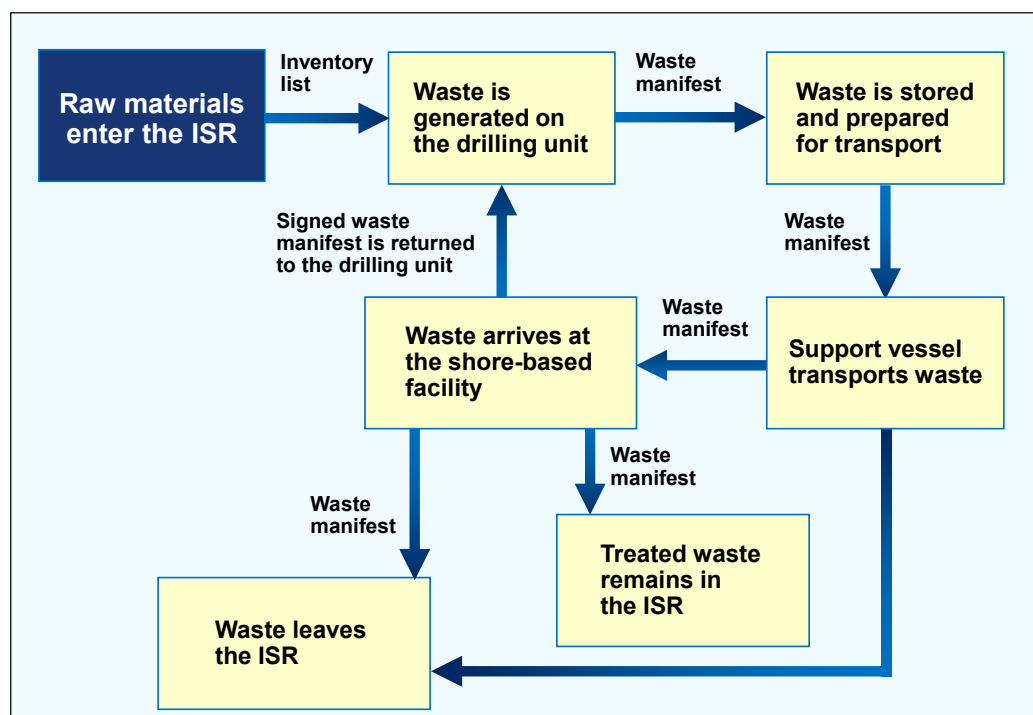 Raw materials
enter the ISR
Inventory
list
Waste is
generated on
the drilling unit
Waste
manifest
Waste is stored
and prepared
for transport
Waste
manifest
Signed waste
manifest is returned
to the drilling unit
Waste arrives at
the shore-based
facility
Waste
manifest
Support vessel
transports waste
Waste
manifest
Waste
manifest
Treated waste
remains in
the ISR
Waste leaves
the ISR